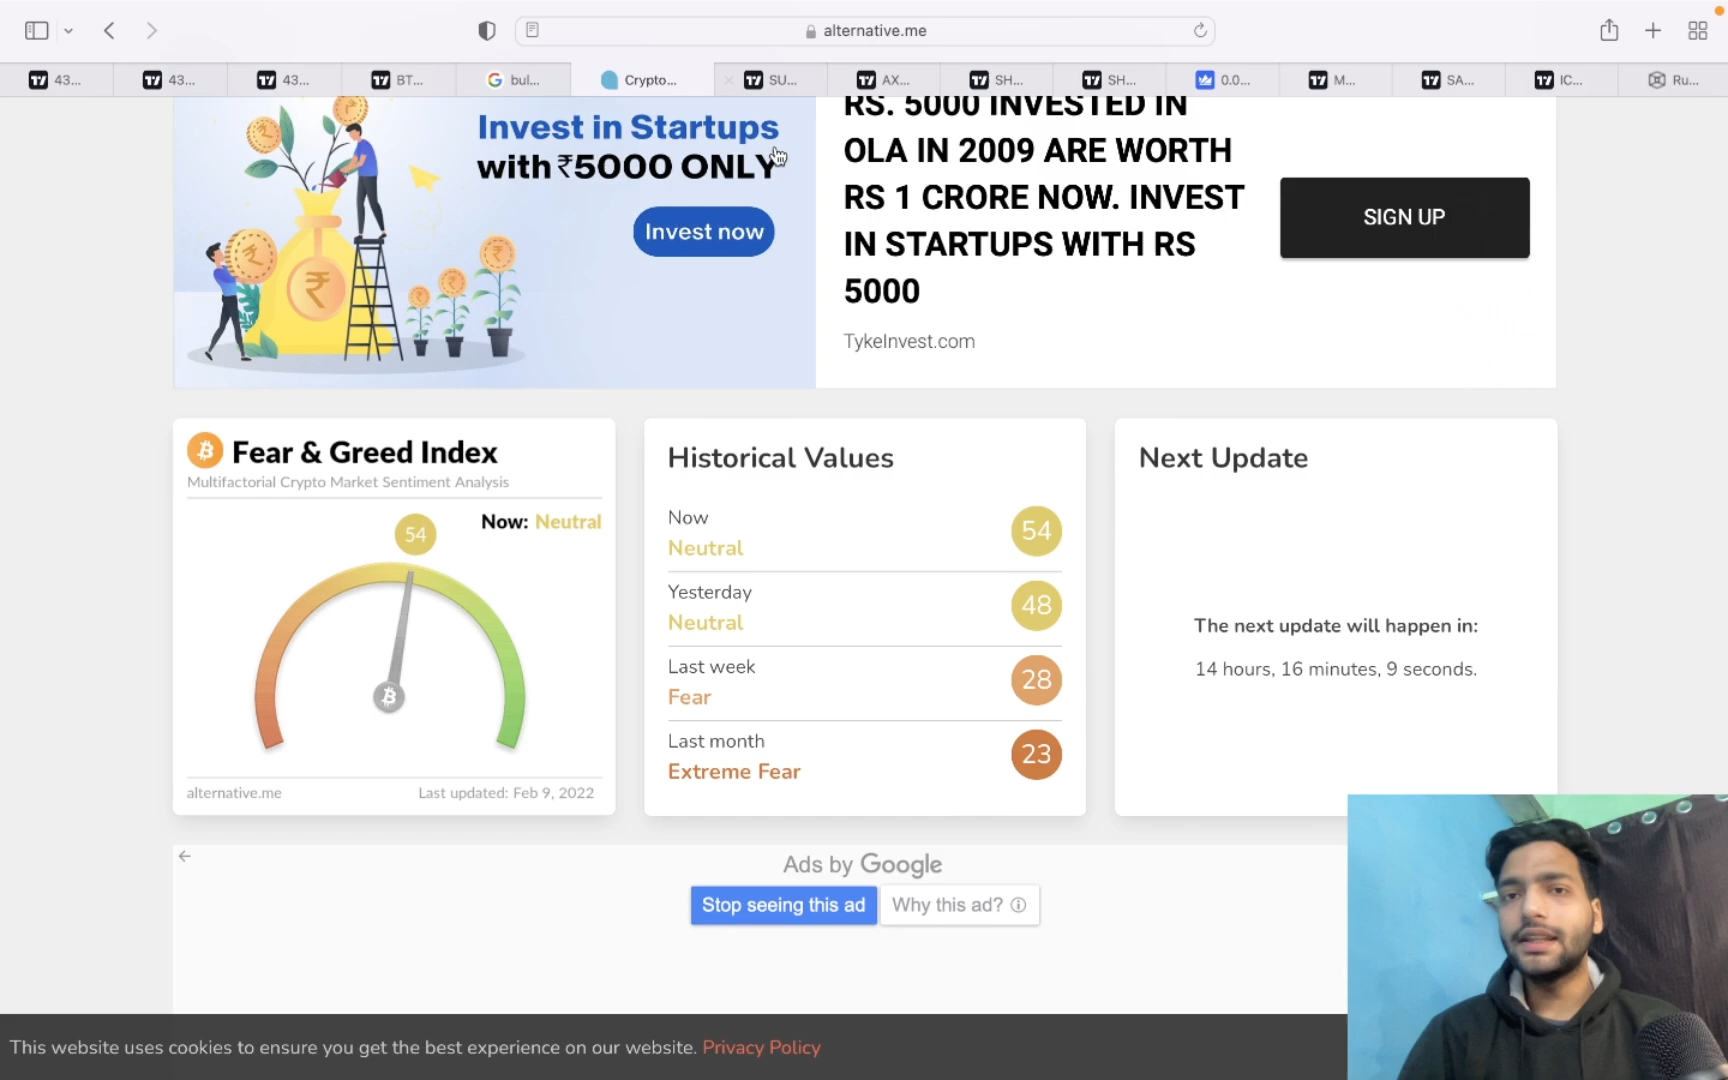 alternative.me
43...
43...
43...
BT...
bul...
Crypto...
SU...
AX...
SH...
SH...
0.0...
M...
SA...
IC...
Ru...
Invest in Startups
with ₹5000 ONLY
Invest now
RS. 5000 INVESTED IN
OLA IN 2009 ARE WORTH
RS 1 CRORE NOW. INVEST
IN STARTUPS WITH RS
5000
TykeInvest.com
SIGN UP
Fear & Greed Index
Multifactorial Crypto Market Sentiment Analysis
Now: Neutral
54
alternative.me
Last updated: Feb 9, 2022
Historical Values
Now
Neutral
54
Yesterday
Neutral
48
Last week
Fear
28
Last month
Extreme Fear
23
Next Update
The next update will happen in:
14 hours, 16 minutes, 9 seconds.
Ads by Google
Stop seeing this ad
Why this ad?
This website uses cookies to ensure you get the best experience on our website. Privacy Policy